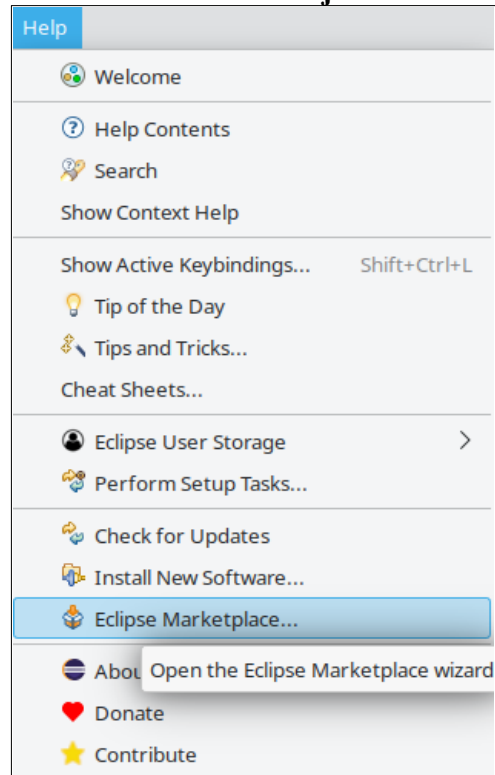 Help
Welcome
Help Contents
Search
Show Context Help
Show Active Keybindings... Shift+Ctrl+L
Tip of the Day
Tips and Tricks...
Cheat Sheets...
Eclipse User Storage
Perform Setup Tasks...
Check for Updates
Install New Software...
Eclipse Marketplace...
Abou Open the Eclipse Marketplace wizard
Donate
Contribute